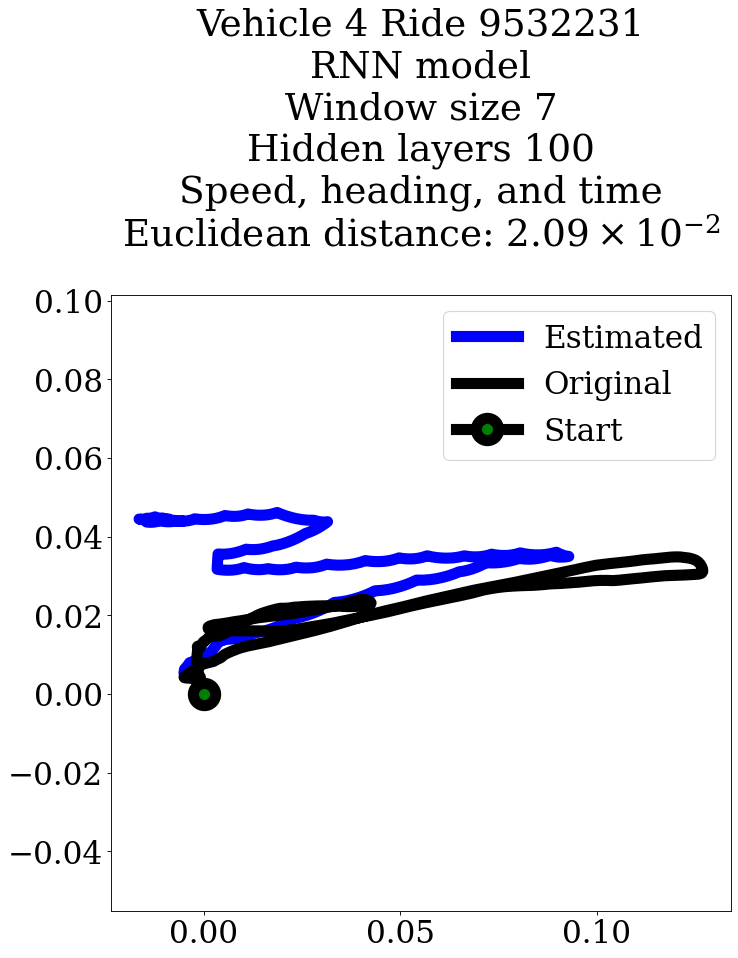 Vehicle 4 Ride 9532231
RNN model
Window size 7
Hidden layers 100
Speed, heading, and time
Euclidean distance: 2.09 × 10⁻²
0.10
0.08
0.06
0.04
0.02
0.00
−0.02
−0.04
Estimated
Original
Start
0.00 0.05 0.10